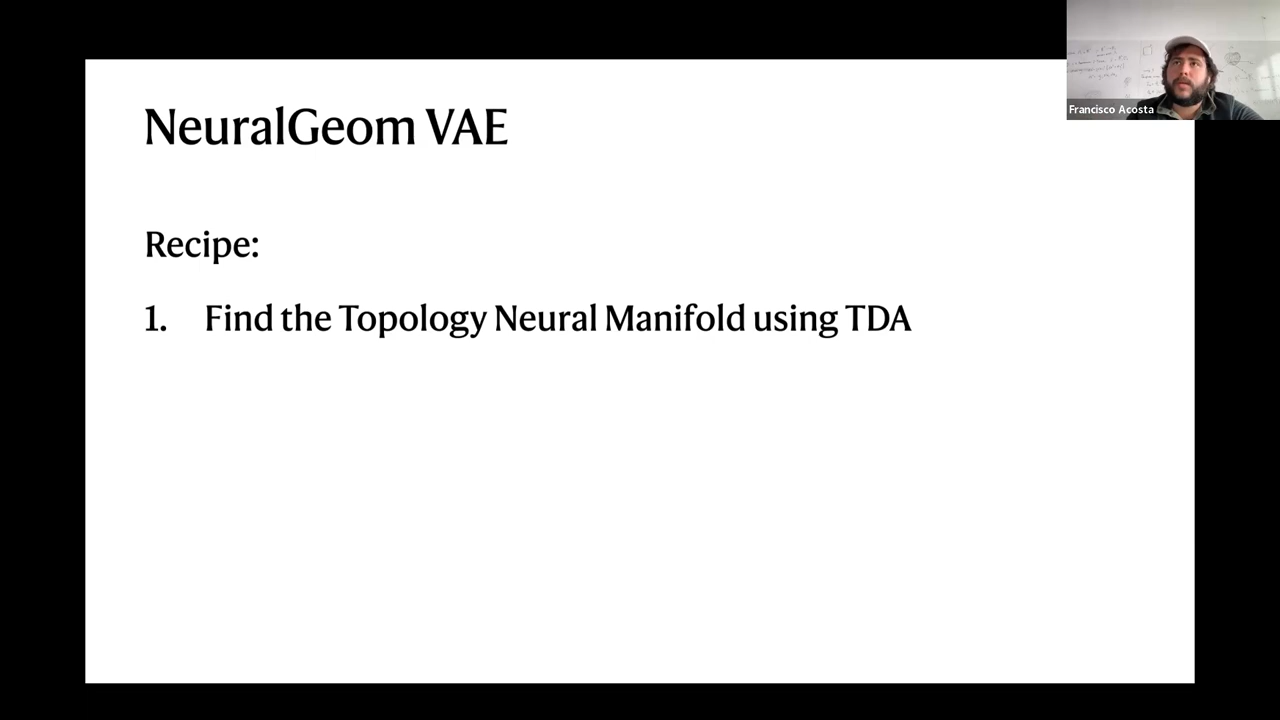 NeuralGeom VAE
Recipe:
1. Find the Topology Neural Manifold using TDA
Francisco Acosta